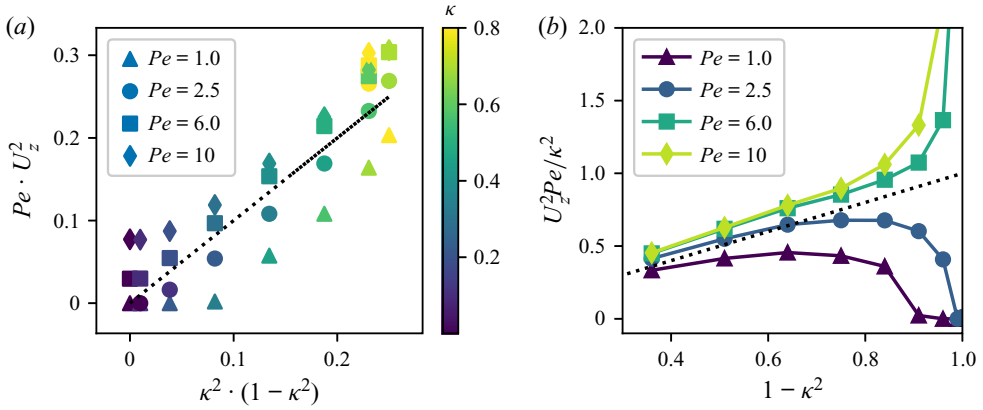 (a)
κ
(b)
0.3
0.2
0.1
0
Pe · U_z^2
Pe = 1.0
Pe = 2.5
Pe = 6.0
Pe = 10
0
0.1
0.2
κ^2 · (1 − κ^2)
0.8
0.6
0.4
0.2
2.0
1.5
1.0
0.5
0
U_z^2Pe/κ^2
Pe = 1.0
Pe = 2.5
Pe = 6.0
Pe = 10
0.4
0.6
0.8
1.0
1 − κ^2